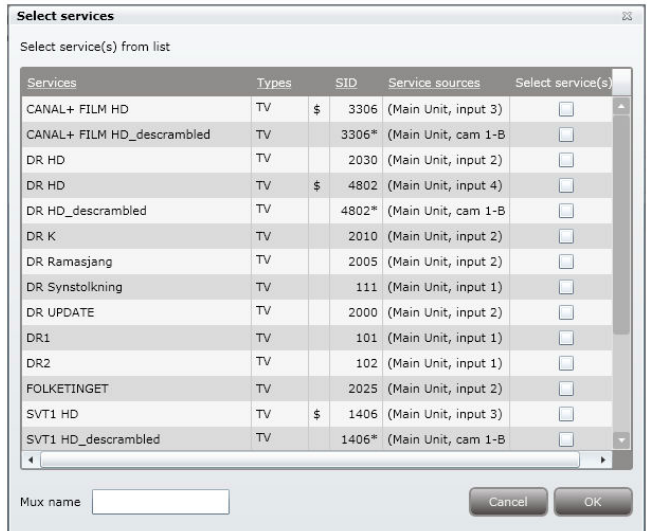 Select services
Select service(s) from list
Services Types SID Service sources Select service(s)
CANAL+ FILM HD TV $ 3306 (Main Unit, input 3)
CANAL+ FILM HD_descrambled TV 3306* (Main Unit, cam 1-B
DR HD TV 2030 (Main Unit, input 2)
DR HD TV $ 4802 (Main Unit, input 4)
DR HD_descrambled TV 4802* (Main Unit, cam 1-B
DR K TV 2010 (Main Unit, input 2)
DR Ramasjang TV 2005 (Main Unit, input 2)
DR Synstolkning TV 111 (Main Unit, input 1)
DR UPDATE TV 2000 (Main Unit, input 2)
DR1 TV 101 (Main Unit, input 1)
DR2 TV 102 (Main Unit, input 1)
FOLKETINGET TV 2025 (Main Unit, input 2)
SVT1 HD TV $ 1406 (Main Unit, input 3)
SVT1 HD_descrambled TV 1406* (Main Unit, cam 1-B
Mux name Cancel OK